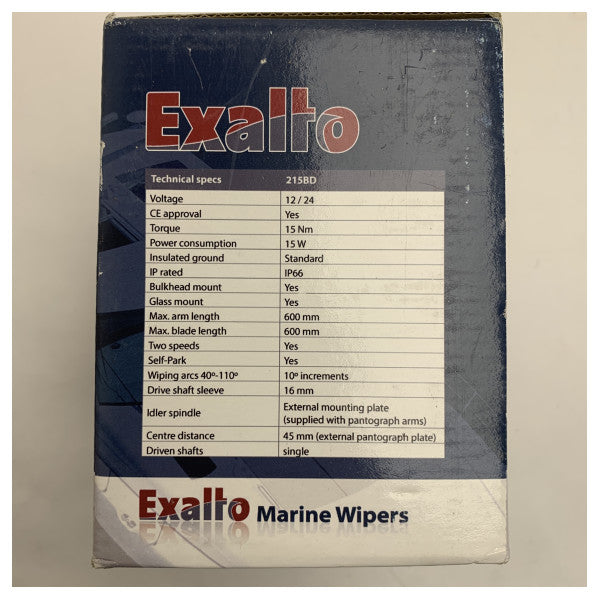 Exalto
Technical specs 215BD
Voltage 12 / 24
CE approval Yes
Torque 15 Nm
Power consumption 15 W
Insulated ground Standard
IP rated IP66
Bulkhead mount Yes
Glass mount Yes
Max. arm length 600 mm
Max. blade length 600 mm
Two speeds Yes
Self-Park Yes
Wiping arcs 40º-110º 10º increments
Drive shaft sleeve 16 mm
Idler spindle External mounting plate
(supplied with pantograph arms)
Centre distance 45 mm (external pantograph plate)
Driven shafts single
Exalto Marine Wipers